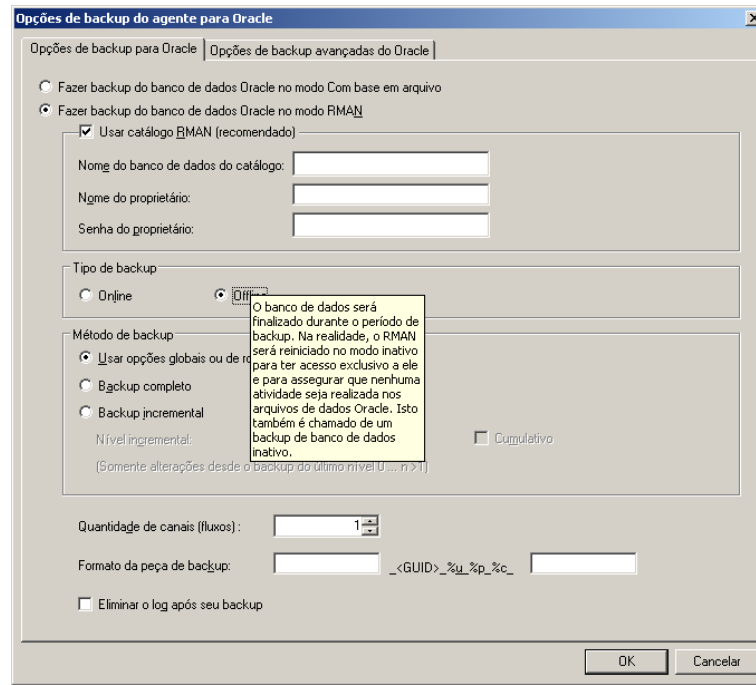 Opções de backup do agente para Oracle
Opções de backup para Oracle
Opções de backup avançadas do Oracle
Fazer backup do banco de dados Oracle no modo Com base em arquivo
Fazer backup do banco de dados Oracle no modo RMAN
Usar catálogo RMAN (recomendado)
Nome do banco de dados do catálogo:
Nome do proprietário:
Senha do proprietário:
Tipo de backup
Online
Offline
O banco de dados será
finalizado durante o período de
backup. Na realidade, o RMAN
será reiniciado no modo inativo
para ter acesso exclusivo a ele
e para assegurar que nenhuma
atividade seja realizada nos
arquivos de dados Oracle. Isto
também é chamado de um
backup de banco de dados
inativo.
Método de backup
Usar opções globais ou de
Backup completo
Backup incremental
Nível ingremental:
Cumulativo
(Somente alterações desde o backup do último nível 0 ... n >1)
Quantidade de canais (fluxos) :
1
Formato da peça de backup:
_<GUID>_%u_%p_%c_
Eliminar o log após seu backup
OK
Cancelar